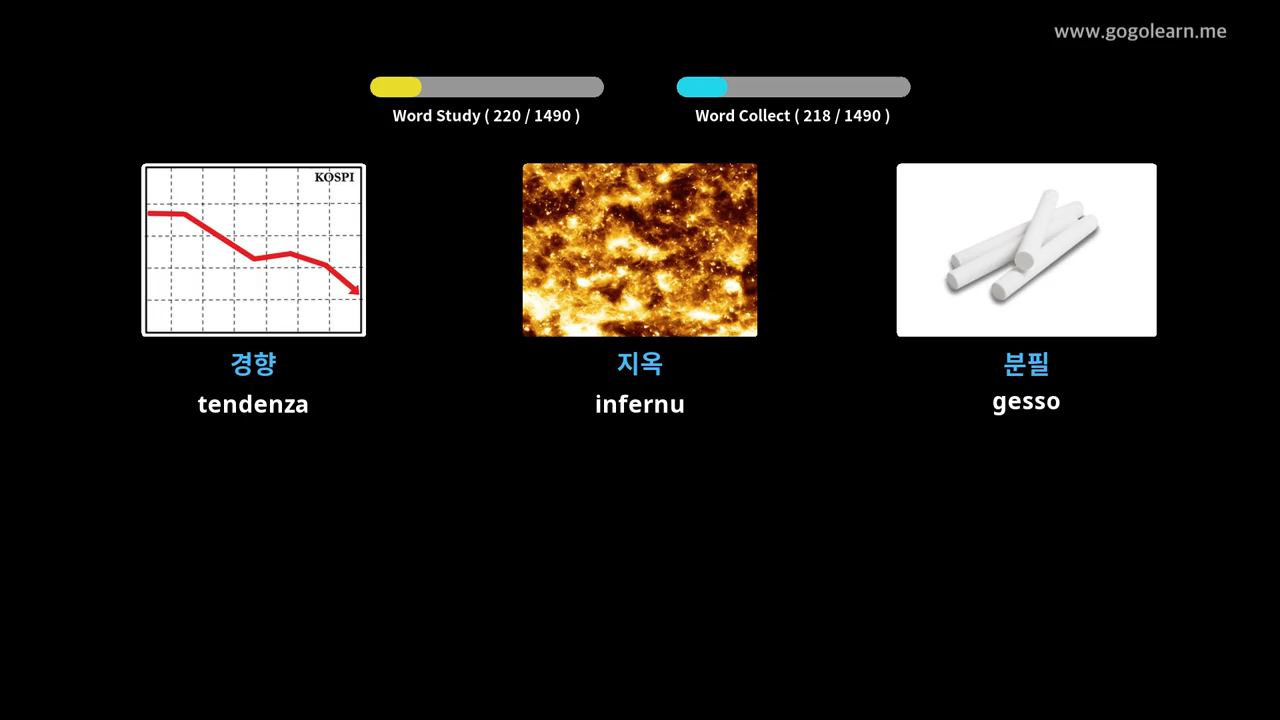 www.gogolearn.me
Word Study ( 220 / 1490 )
Word Collect ( 218 / 1490 )
KOSPI
경향
지옥
분필
tendenza
infernu
gesso